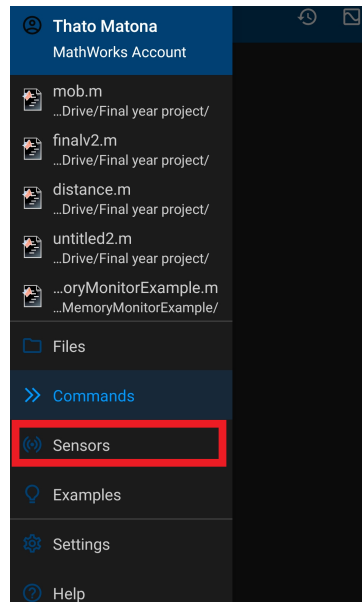 Thato Matona
MathWorks Account
mob.m
...Drive/Final year project/
finalv2.m
...Drive/Final year project/
distance.m
...Drive/Final year project/
untitled2.m
...Drive/Final year project/
...oryMonitorExample.m
...MemoryMonitorExample/
Files
Commands
Sensors
Examples
Settings
Help